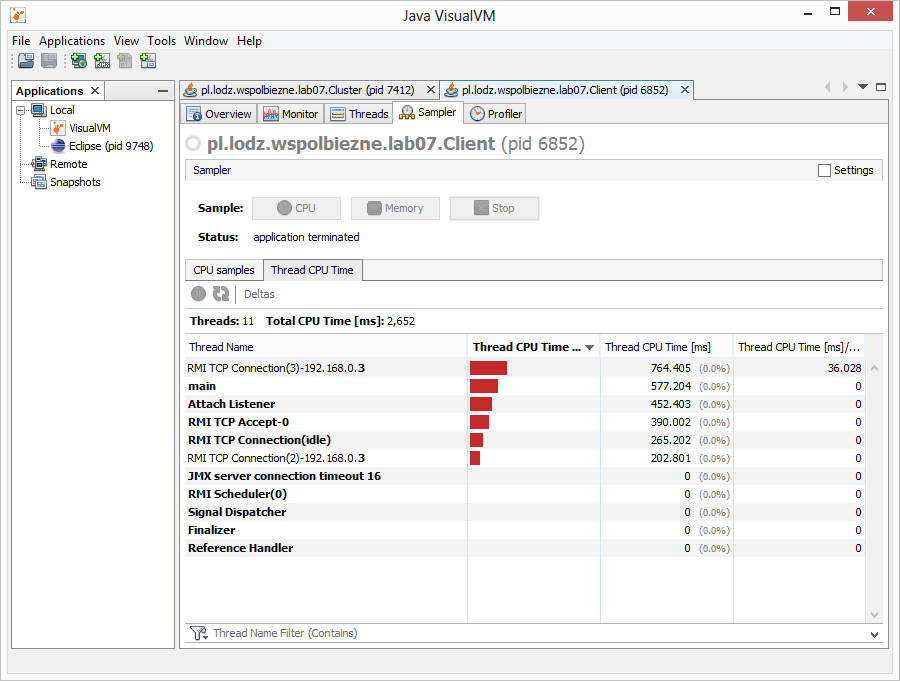 Java VisualVM
File Applications View Tools Window Help
Applications
Local
VisualVM
Eclipse (pid 9748)
Remote
Snapshots
pl.lodz.wspolbiezne.lab07.Cluster (pid 7412) pl.lodz.wspolbiezne.lab07.Client (pid 6852)
Overview Monitor Threads Sampler Profiler
pl.lodz.wspolbiezne.lab07.Client (pid 6852)
Sampler Settings
Sample: CPU Memory Stop
Status: application terminated
CPU samples Thread CPU Time
Deltas
Threads: 11 Total CPU Time [ms]: 2,652
Thread Name Thread CPU Time ... Thread CPU Time [ms] Thread CPU Time [ms]/...
RMI TCP Connection(3)-192.168.0.3 764.405 (0.0%) 36.028
main 577.204 (0.0%) 0
Attach Listener 452.403 (0.0%) 0
RMI TCP Accept-0 390.002 (0.0%) 0
RMI TCP Connection(idle) 265.202 (0.0%) 0
RMI TCP Connection(2)-192.168.0.3 202.801 (0.0%) 0
JMX server connection timeout 16 0 (0.0%) 0
RMI Scheduler(0) 0 (0.0%) 0
Signal Dispatcher 0 (0.0%) 0
Finalizer 0 (0.0%) 0
Reference Handler 0 (0.0%) 0
Thread Name Filter (Contains)